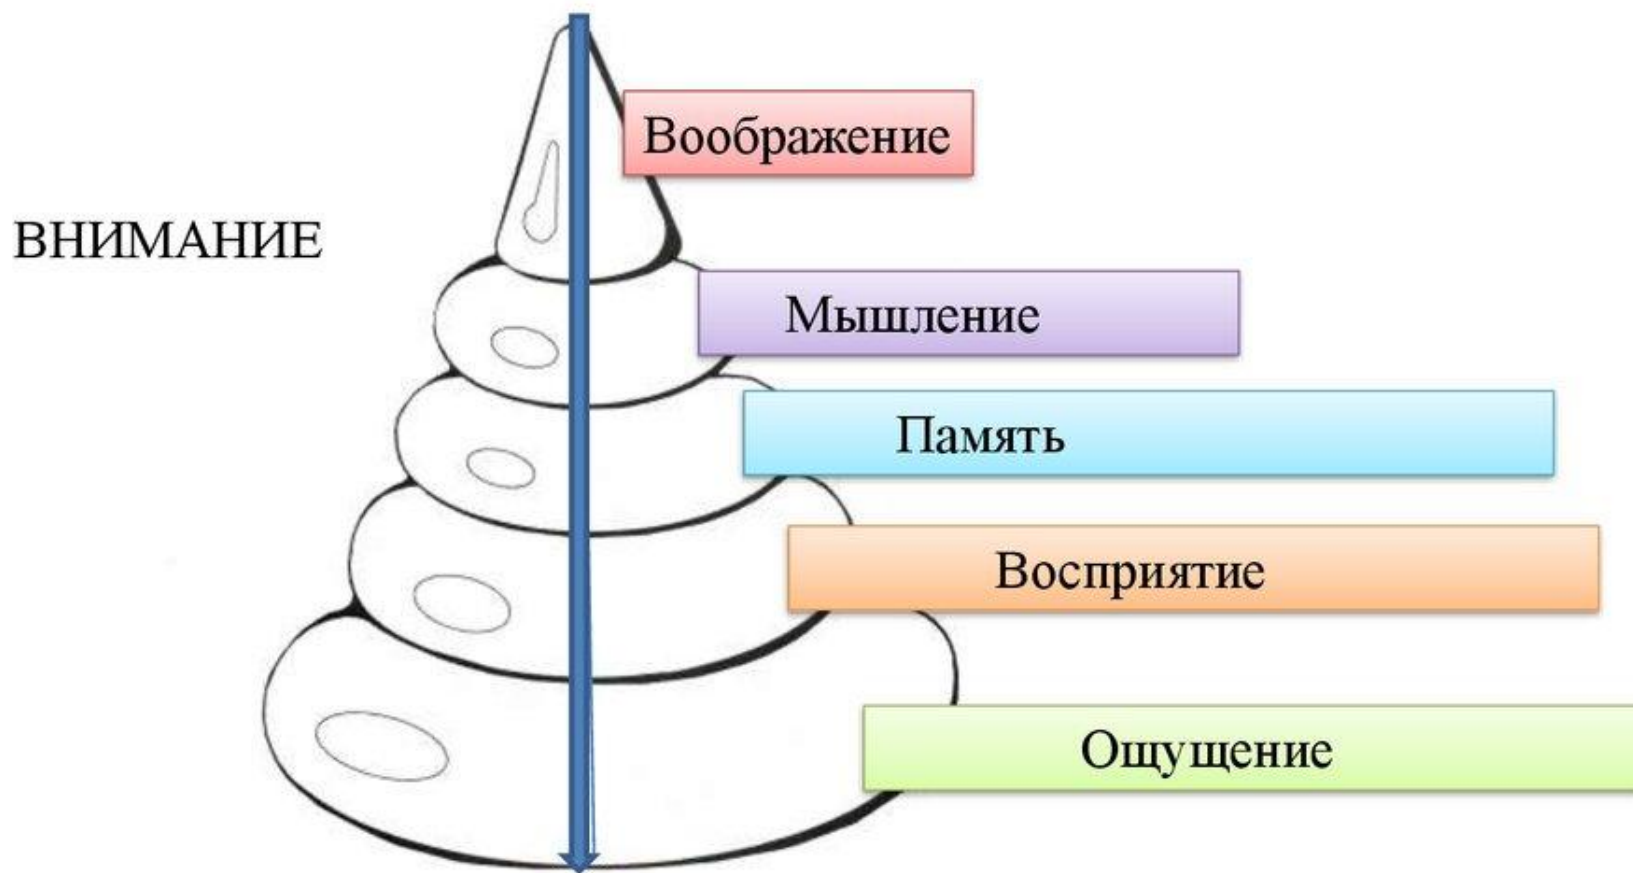 Воображение
ВНИМАНИЕ
Мышление
Память
Восприятие
Ощущение